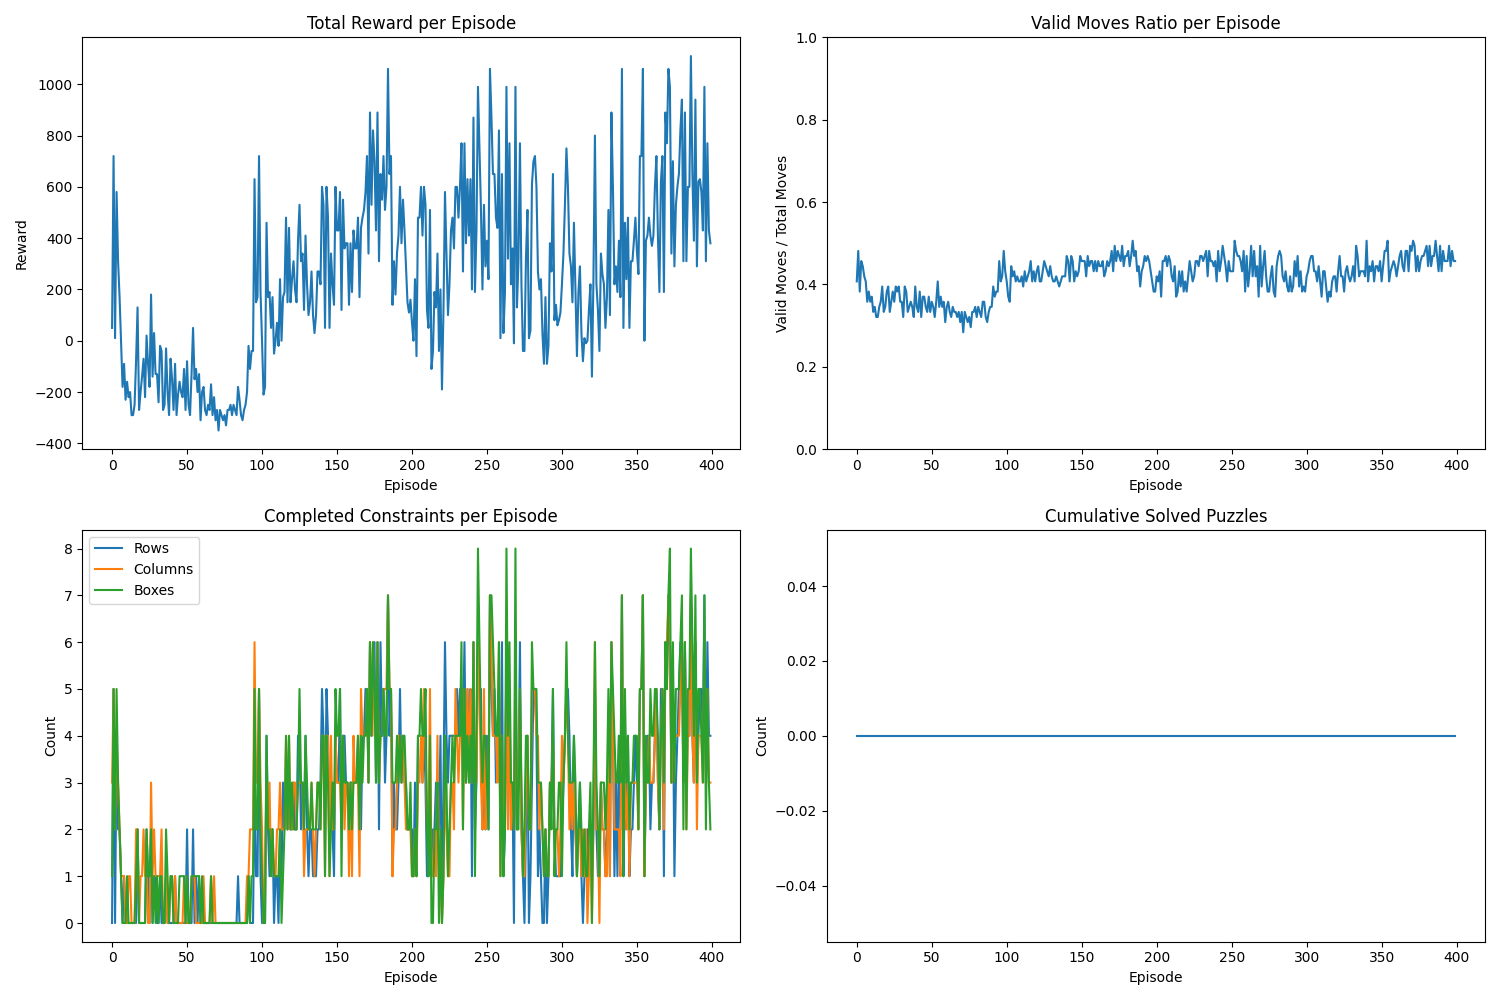 Total Reward per Episode
Reward
1000
800
600
400
200
0
−200
−400
0 50 100 150 200 250 300 350 400
Episode
Valid Moves Ratio per Episode
Valid Moves / Total Moves
1.0
0.8
0.6
0.4
0.2
0.0
0 50 100 150 200 250 300 350 400
Episode
Completed Constraints per Episode
Rows
Columns
Boxes
Count
8
7
6
5
4
3
2
1
0
0 50 100 150 200 250 300 350 400
Episode
Cumulative Solved Puzzles
Count
0.04
0.02
0.00
−0.02
−0.04
0 50 100 150 200 250 300 350 400
Episode